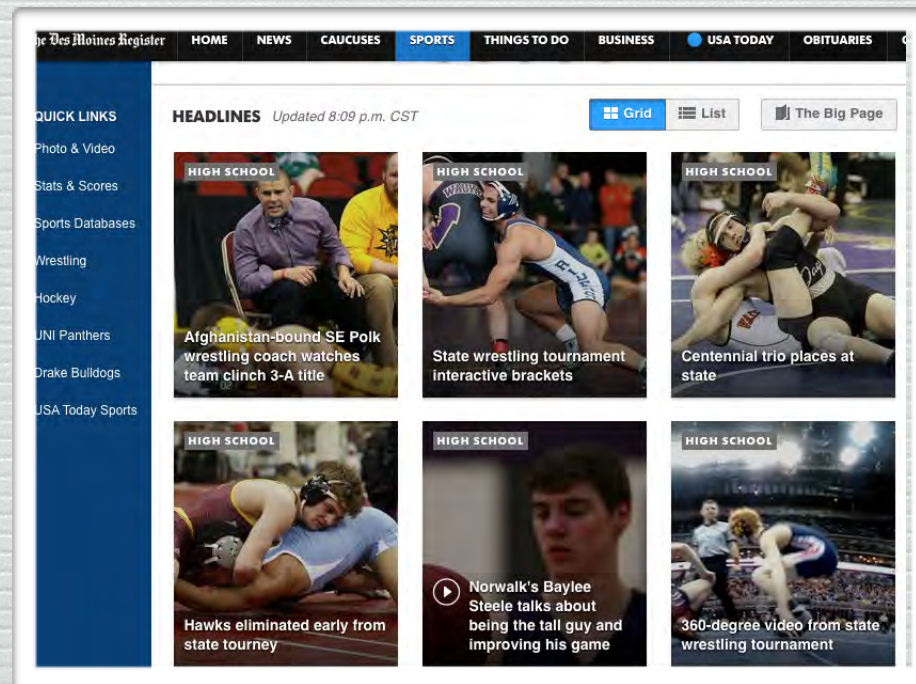 he Des Moines Register HOME NEWS CAUCUSES SPORTS THINGS TO DO BUSINESS USA TODAY OBITUARIES
QUICK LINKS
Photo & Video
Stats & Scores
Sports Databases
Wrestling
Hockey
UNI Panthers
Drake Bulldogs
USA Today Sports
HEADLINES Updated 8:09 p.m. CST
Grid List The Big Page
HIGH SCHOOL
Afghanistan-bound SE Polk
wrestling coach watches
team clinch 3-A title
HIGH SCHOOL
State wrestling tournament
interactive brackets
HIGH SCHOOL
Centennial trio places at
state
HIGH SCHOOL
Hawks eliminated early from
state tourney
HIGH SCHOOL
Norwalk's Baylee
Steele talks about
being the tall guy and
improving his game
HIGH SCHOOL
360-degree video from state
wrestling tournament